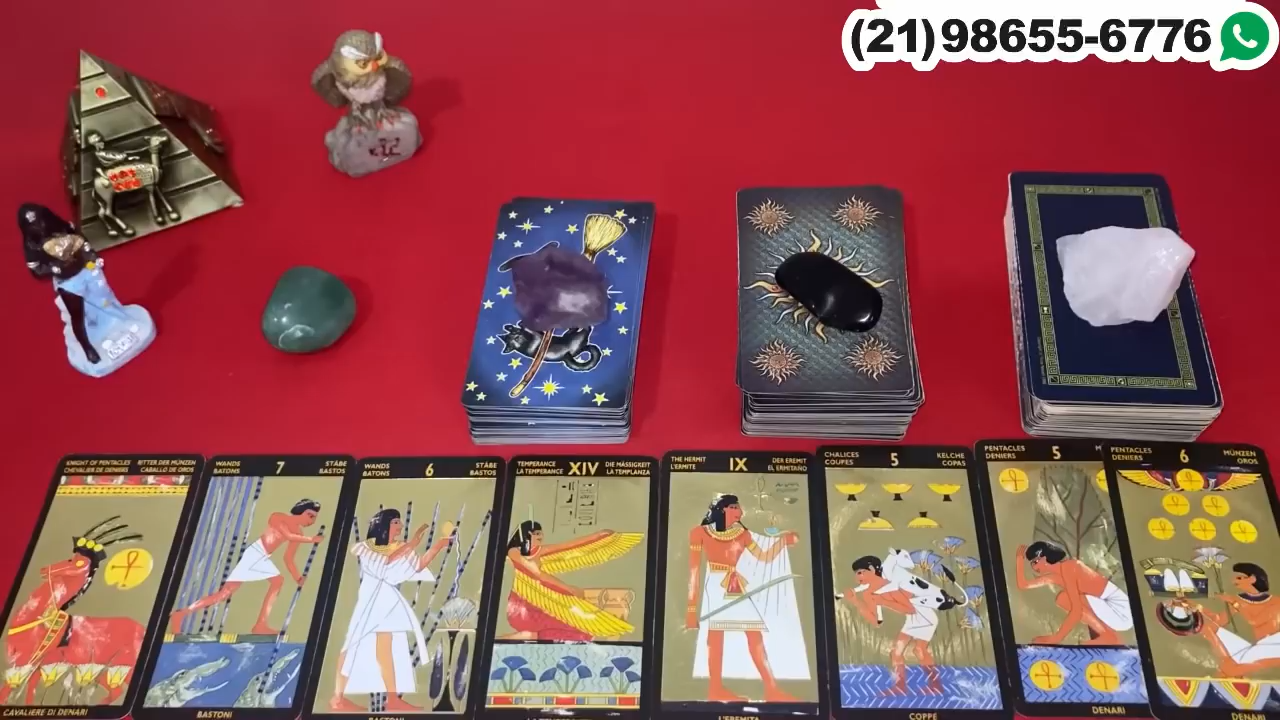 (21)98655-6776
KNIGHT OF PENTACLES
CHEVALIER DE DENIERS
RITTER DER MÜNZEN
CABALLO DE OROS
CAVALIERE DI DENARI
WANDS
BATONS
7
STÄBE
BASTOS
BASTONI
WANDS
BATONS
6
STÄBE
BASTOS
BASTONI
TEMPERANCE
LA TEMPERANCE
XIV
DIE MÄSSIGKEIT
LA TEMPLANZA
THE HERMIT
L'ERMITE
IX
DER EREMIT
EL ERMITAÑO
L'EREMITA
CHALICES
COUPES
5
KELCHE
COPAS
COPPE
PENTACLES
DENIERS
5
DENARI
PENTACLES
DENIERS
6
MÜNZEN
OROS
DENARI